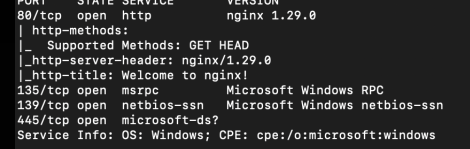 PORT STATE SERVICE VERSION
80/tcp open http nginx 1.29.0
| http-methods:
|_ Supported Methods: GET HEAD
|_http-server-header: nginx/1.29.0
|_http-title: Welcome to nginx!
135/tcp open msrpc Microsoft Windows RPC
139/tcp open netbios-ssn Microsoft Windows netbios-ssn
445/tcp open microsoft-ds?
Service Info: OS: Windows; CPE: cpe:/o:microsoft:windows